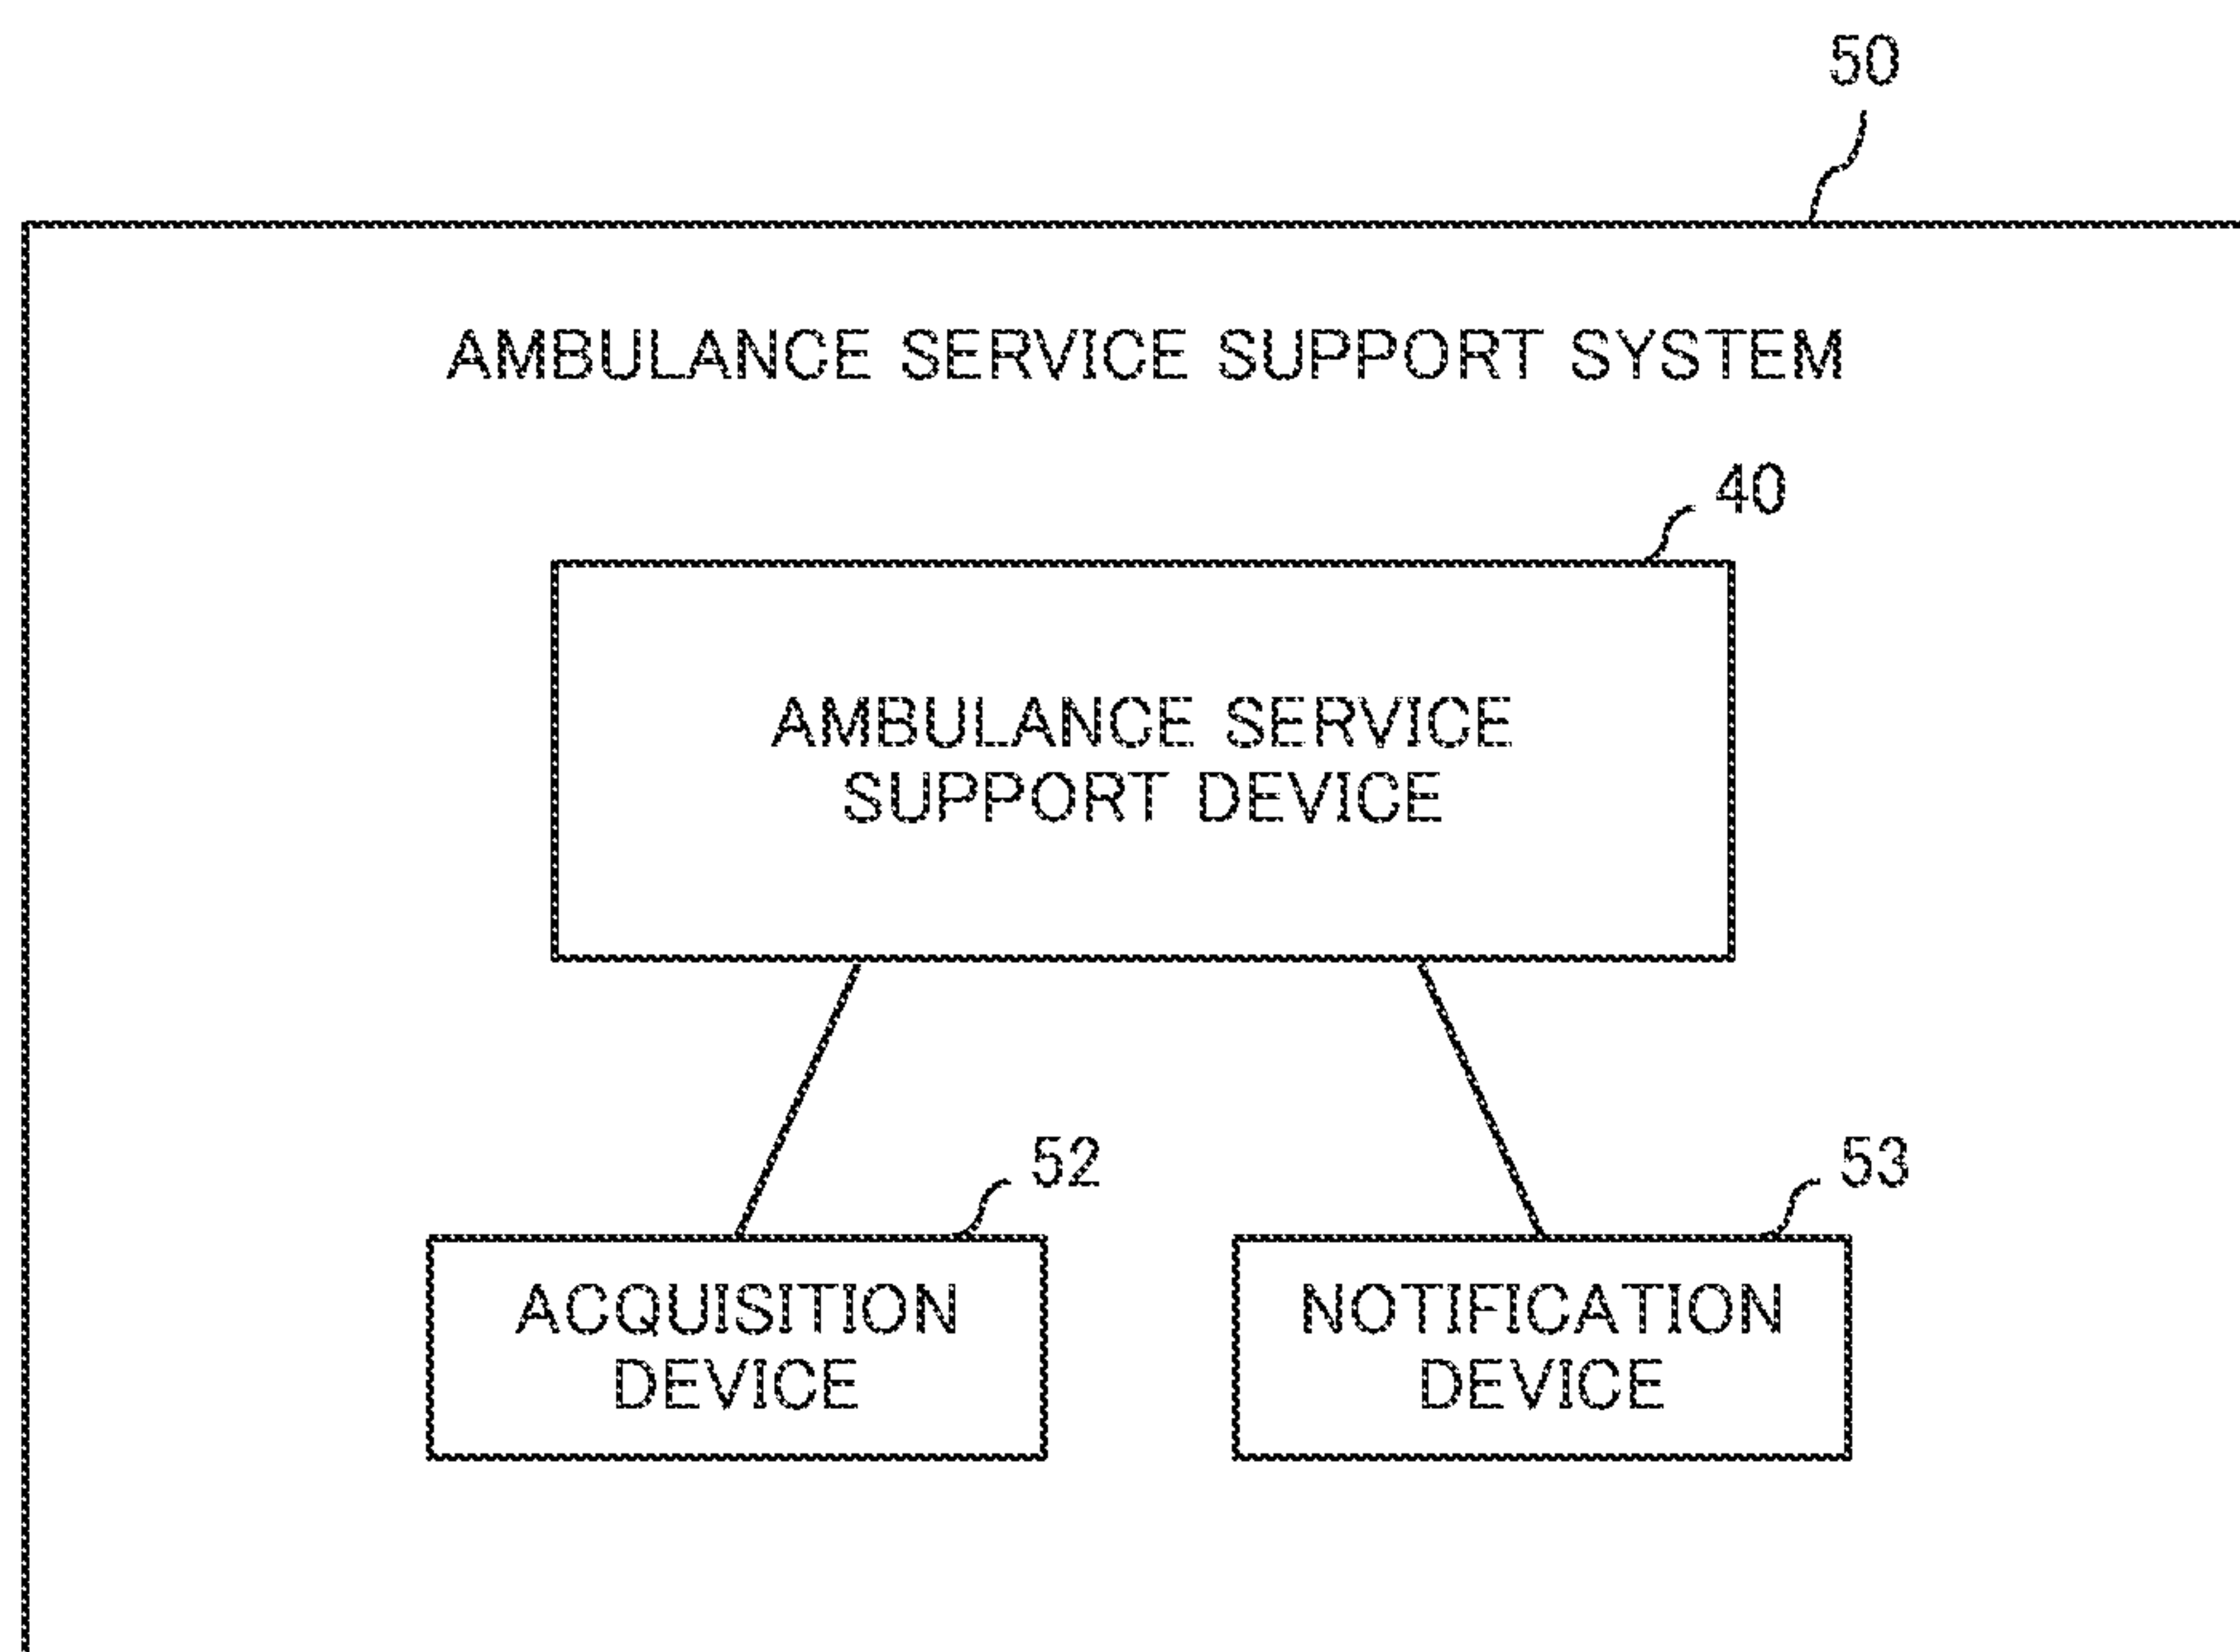 50
AMBULANCE SERVICE SUPPORT SYSTEM
40
AMBULANCE SERVICE
SUPPORT DEVICE
52
53
ACQUISITION
DEVICE
NOTIFICATION
DEVICE